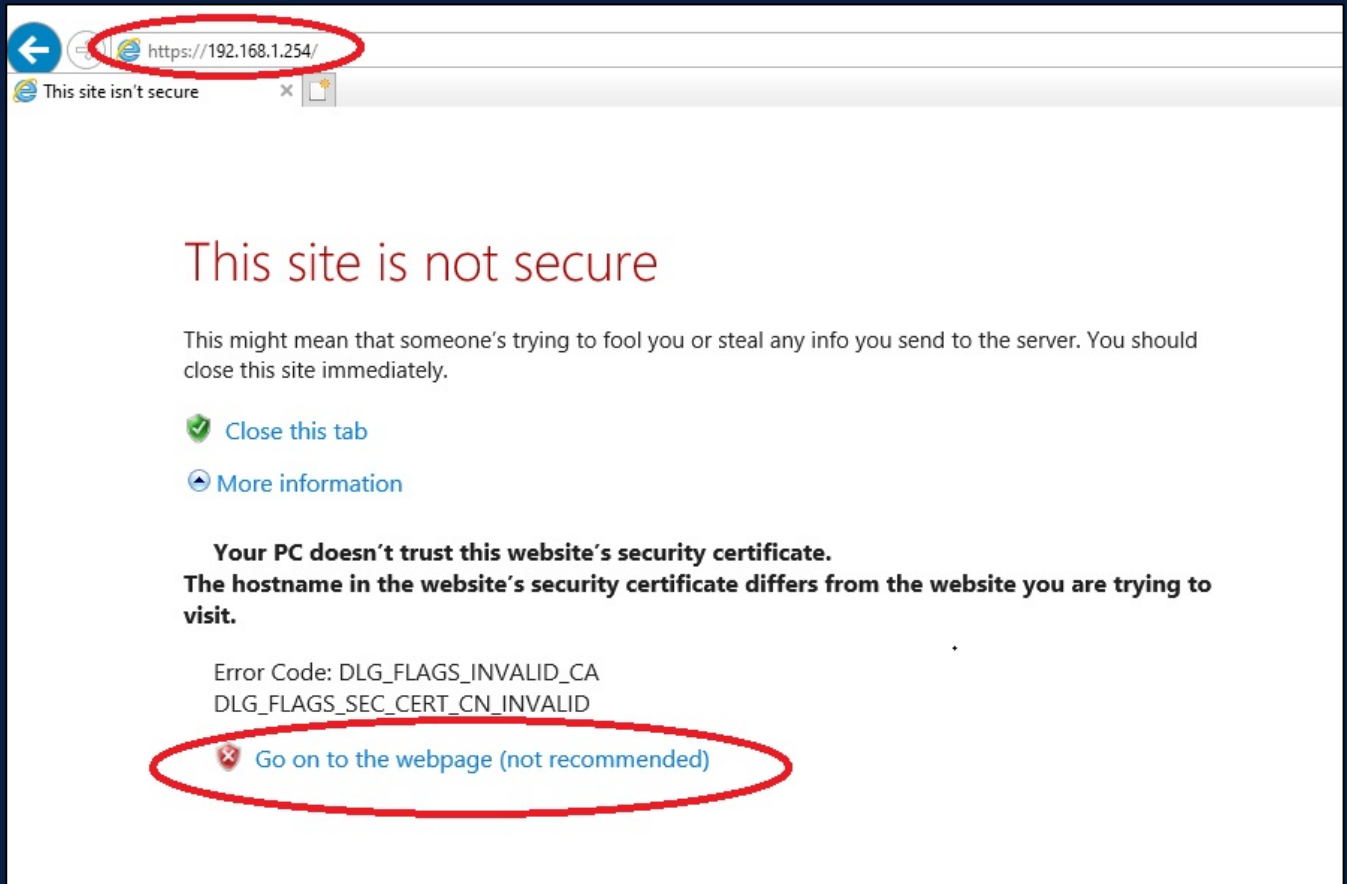 https://192.168.1.254/
This site isn't secure
This site is not secure
This might mean that someone's trying to fool you or steal any info you send to the server. You should
close this site immediately.
Close this tab
More information
Your PC doesn't trust this website's security certificate.
The hostname in the website's security certificate differs from the website you are trying to
visit.
Error Code: DLG_FLAGS_INVALID_CA
DLG_FLAGS_SEC_CERT_CN_INVALID
Go on to the webpage (not recommended)